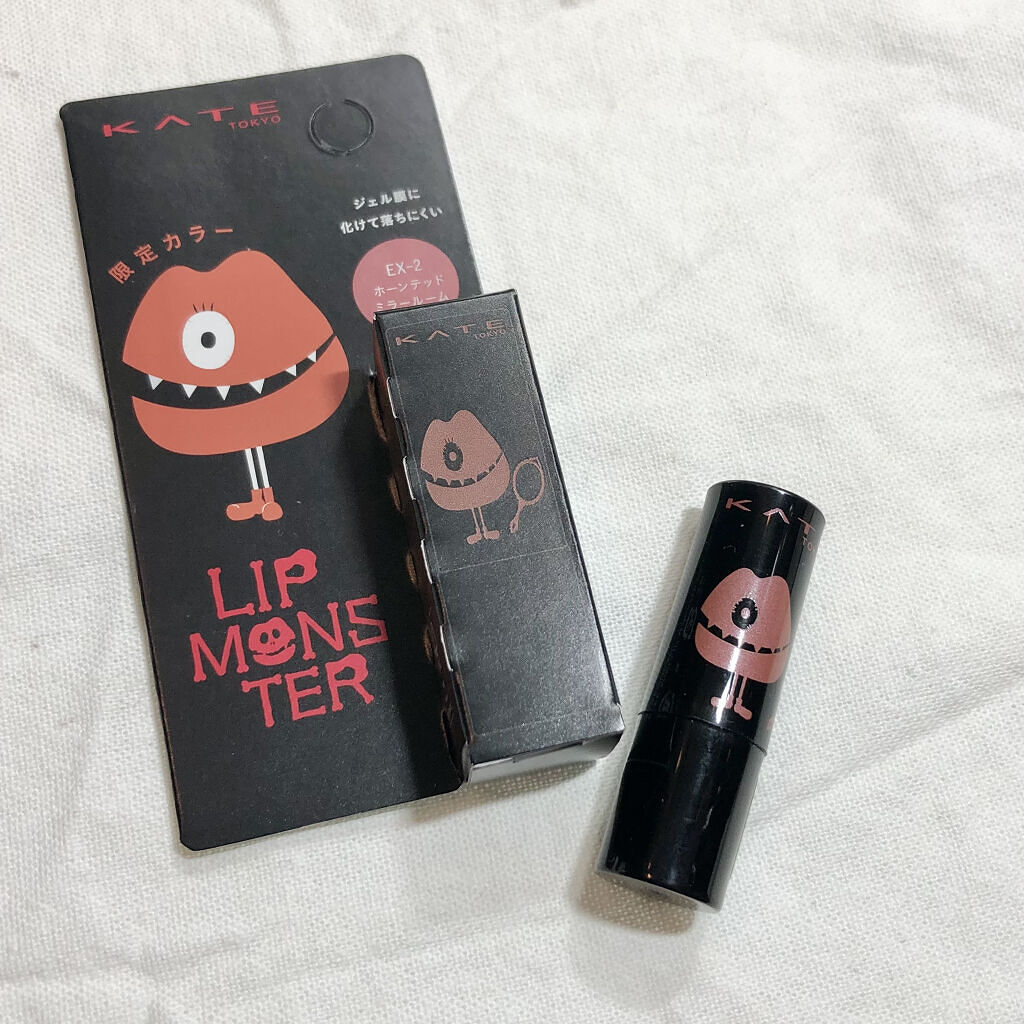 KATE
TOKYO
ジェル膜に
化けて落ちにくい
限定カラー
EX-2
ホーンテッド
ミラールーム
LIP
MONS
TER
KATE
TOKYO
KAT
TO